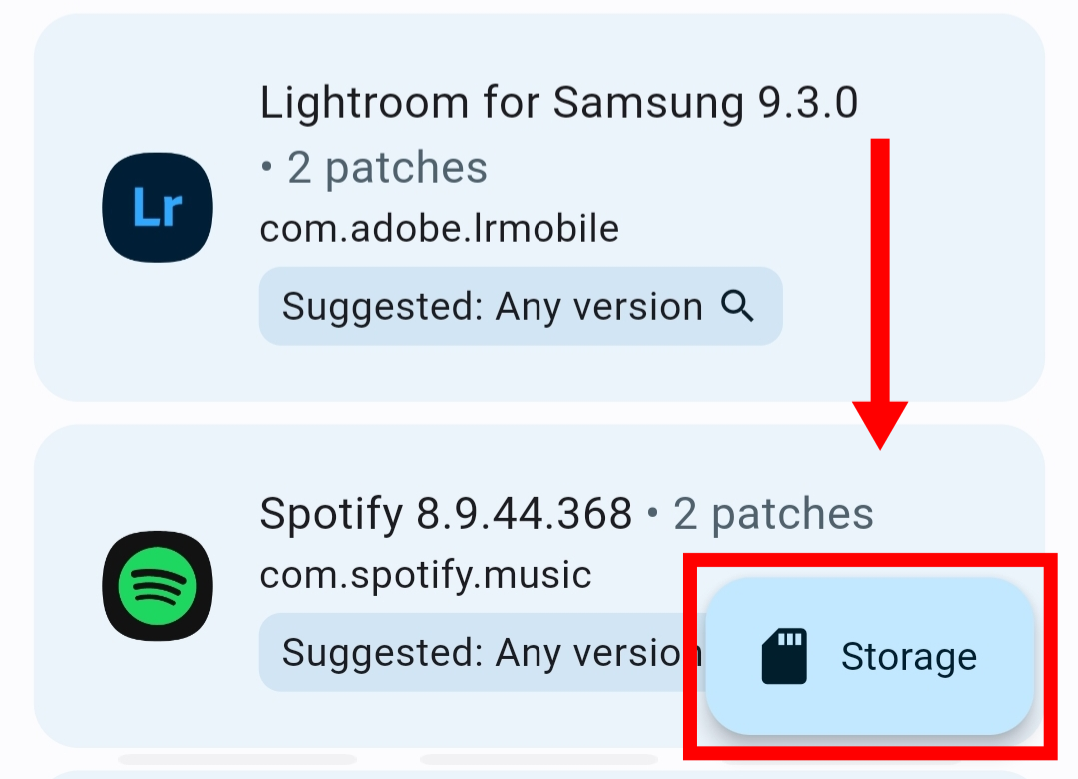 Lightroom for Samsung 9.3.0
• 2 patches
Lr
com.adobe.lrmobile
Suggested: Any version
Spotify 8.9.44.368 • 2 patches
com.spotify.music
Suggested: Any version
Storage